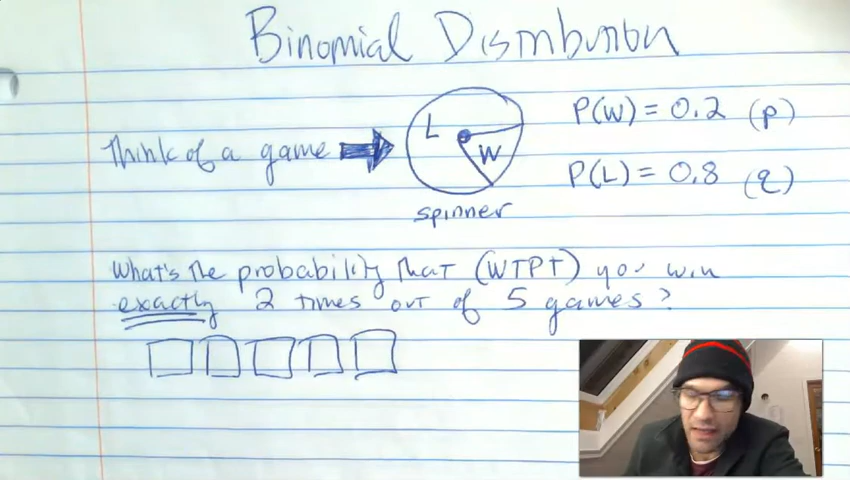 Binomial Distribution
Think of a game
L
W
spinner
P(W) = 0.2 (p)
P(L) = 0.8 (q)
What's the probability that (WTPT) you win
exactly 2 times out of 5 games?